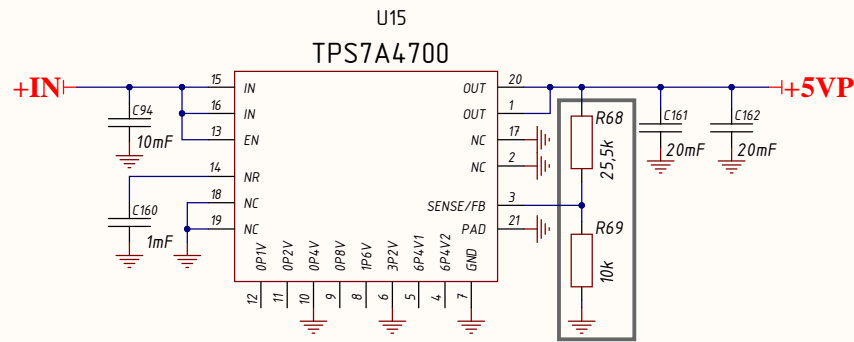 U15
TPS7A4700
+IN
15 IN
OUT 20
+5VP
C94
10mF
16 IN
OUT 1
R68
25,5k
C161
20mF
C162
20mF
13 EN
NC 17
NC 2
14 NR
18 NC
SENSE/FB 3
C160
1mF
19 NC
PAD 21
R69
10k
0P1V
0P2V
0P4V
0P8V
1P6V
3P2V
6P4V1
6P4V2
GND
12
11
10
9
8
6
5
4
7